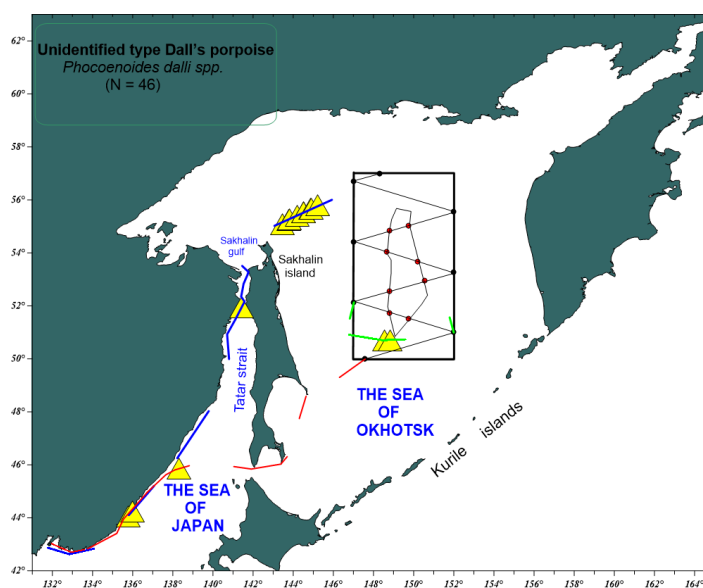 62°
Unidentified type Dall's porpoise
Phocoenoides dalli spp.
(N = 46)
60°
58°
56°
54°
52°
50°
48°
46°
44°
42°
Sakhalin
gulf
Sakhalin
island
Tatar strait
THE SEA
OF
OKHOTSK
Kurile islands
THE SEA
OF
JAPAN
132° 134° 136° 138° 140° 142° 144° 146° 148° 150° 152° 154° 156° 158° 160° 162° 164°